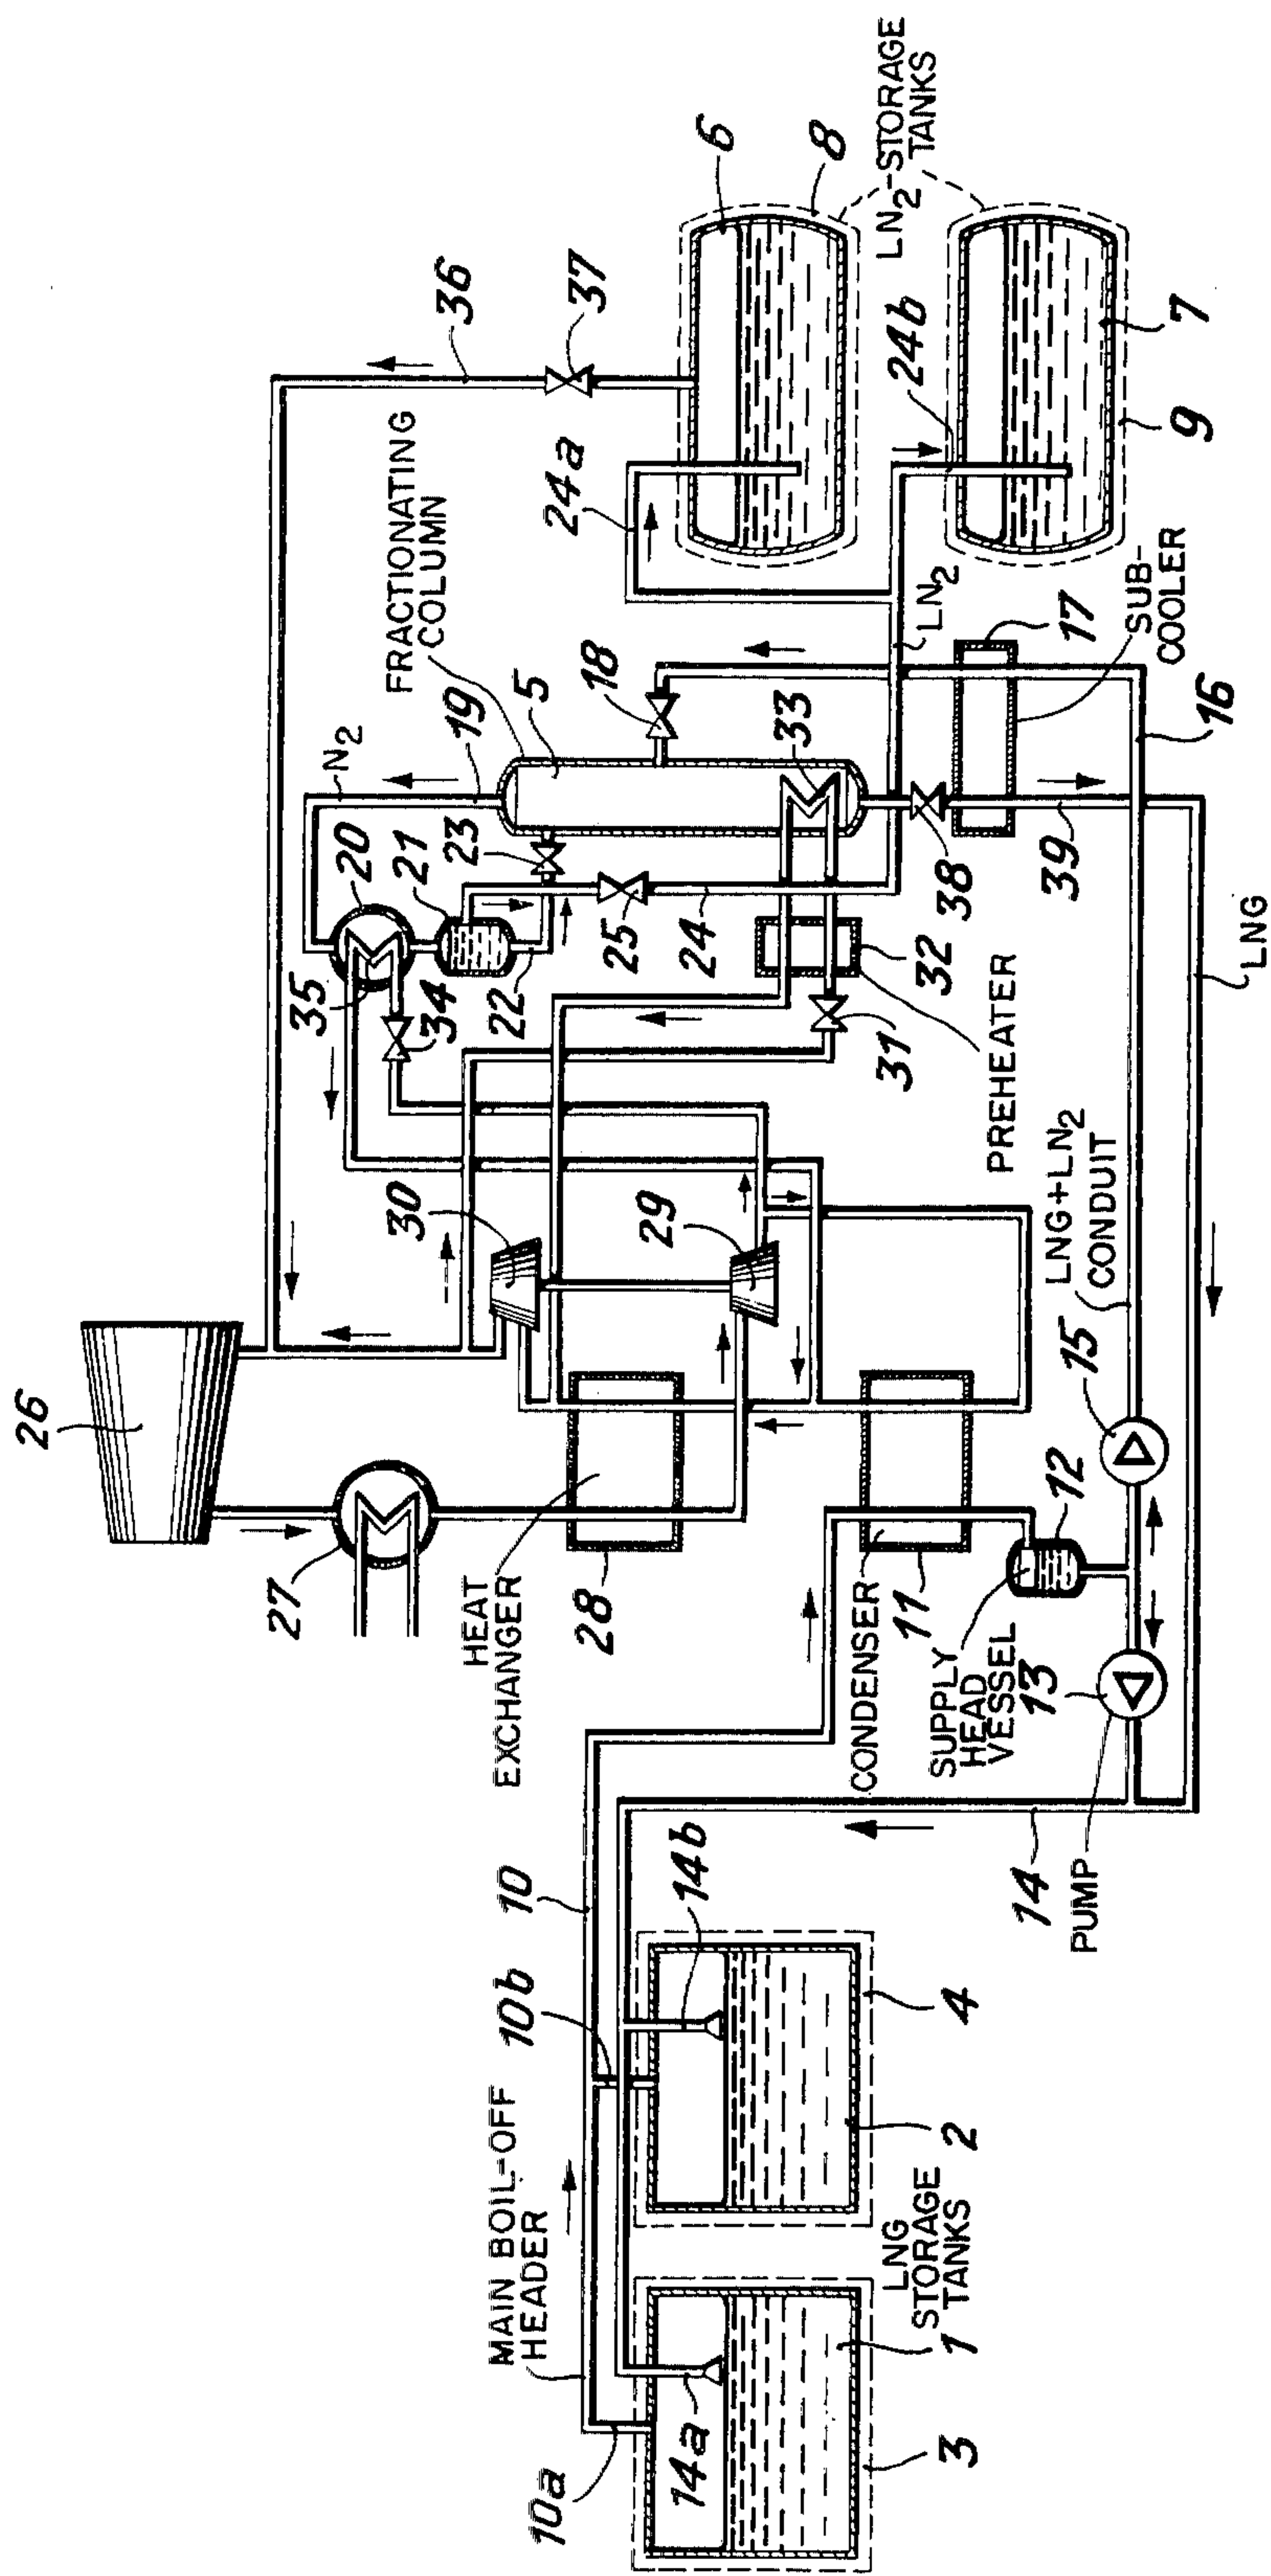 26
27
HEAT
EXCHANGER
28
30
29
35
20
34
21
22
23
19
N2
FRACTIONATING
COLUMN
5
18
33
25
24
31
32
PREHEATER
38
39
17
SUB-
COOLER
16
36
37
24a
24b
LN2
6
8
LN2-STORAGE
TANKS
7
9
MAIN BOIL-OFF
HEADER
10
10a
10b
14a
14b
1
2
3
4
LNG
STORAGE
TANKS
CONDENSER
11
SUPPLY
HEAD
VESSEL
12
13
15
14
PUMP
LNG+LN2
CONDUIT
LNG